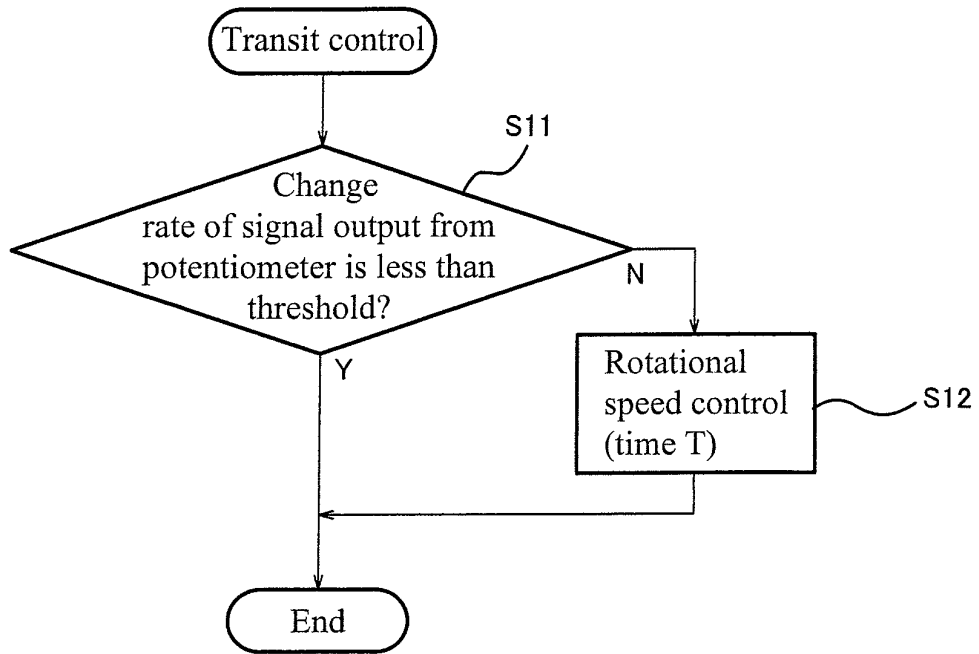 Transit control
S11
Change
rate of signal output from
potentiometer is less than
threshold?
N
Y
Rotational
speed control
(time T)
S12
End